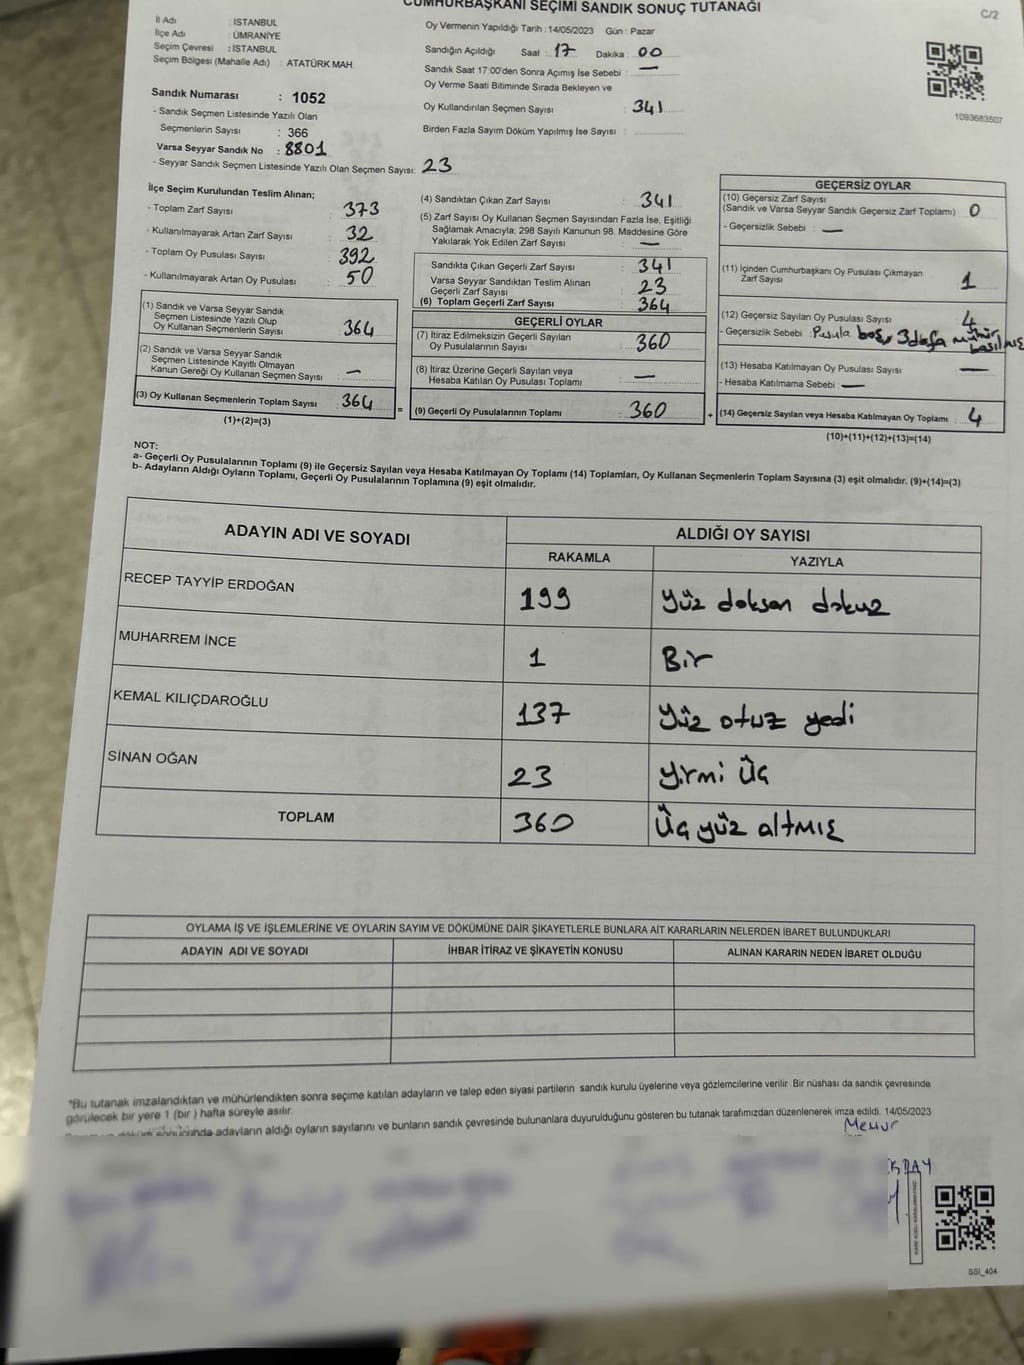 CUMHURBAŞKANI SEÇİMİ SANDIK SONUÇ TUTANAĞI
C/2
İl Adı : İSTANBUL
İlçe Adı : ÜMRANİYE
Seçim Çevresi : İSTANBUL
Seçim Bölgesi (Mahalle Adı) : ATATÜRK MAH.
Sandık Numarası : 1052
- Sandık Seçmen Listesinde Yazılı Olan
Seçmenlerin Sayısı : 366
Varsa Seyyar Sandık No : 8801
- Seyyar Sandık Seçmen Listesinde Yazılı Olan Seçmen Sayısı: 23
Oy Vermenin Yapıldığı Tarih : 14/05/2023 Gün : Pazar
Sandığın Açıldığı Saat : 17 Dakika : 00
Sandık Saat 17:00'den Sonra Açımış İse Sebebi : —
Oy Verme Saati Bitiminde Sırada Bekleyen ve
Oy Kullandırılan Seçmen Sayısı : 341
Birden Fazla Sayım Döküm Yapılmış İse Sayısı :
1093683507
İlçe Seçim Kurulundan Teslim Alınan;
- Toplam Zarf Sayısı : 373
- Kullanılmayarak Artan Zarf Sayısı : 32
- Toplam Oy Pusulası Sayısı : 392
- Kullanılmayarak Artan Oy Pusulası : 50
(1) Sandık ve Varsa Seyyar Sandık
Seçmen Listesinde Yazılı Olup
Oy Kullanan Seçmenlerin Sayısı : 364
(2) Sandık ve Varsa Seyyar Sandık
Seçmen Listesinde Kayıtlı Olmayan
Kanun Gereği Oy Kullanan Seçmen Sayısı : —
(3) Oy Kullanan Seçmenlerin Toplam Sayısı : 364
(1)+(2)=(3)
(4) Sandıktan Çıkan Zarf Sayısı : 341
(5) Zarf Sayısı Oy Kullanan Seçmen Sayısından Fazla İse, Eşitliği
Sağlamak Amacıyla; 298 Sayılı Kanunun 98. Maddesine Göre
Yakılarak Yok Edilen Zarf Sayısı : —
Sandıkta Çıkan Geçerli Zarf Sayısı : 341
Varsa Seyyar Sandıktan Teslim Alınan
Geçerli Zarf Sayısı : 23
(6) Toplam Geçerli Zarf Sayısı : 364
GEÇERLİ OYLAR
(7) İtiraz Edilmeksizin Geçerli Sayılan
Oy Pusulalarının Sayısı : 360
(8) İtiraz Üzerine Geçerli Sayılan veya
Hesaba Katılan Oy Pusulası Toplamı : —
= (9) Geçerli Oy Pusulalarının Toplamı : 360
GEÇERSİZ OYLAR
(10) Geçersiz Zarf Sayısı
(Sandık ve Varsa Seyyar Sandık Geçersiz Zarf Toplamı) : 0
- Geçersizlik Sebebi : —
(11) İçinden Cumhurbaşkanı Oy Pusulası Çıkmayan
Zarf Sayısı : 1
(12) Geçersiz Sayılan Oy Pusulası Sayısı : 4
- Geçersizlik Sebebi : Pusula boş, 3 defa mühür
basılmış
(13) Hesaba Katılmayan Oy Pusulası Sayısı : —
- Hesaba Katılmama Sebebi : —
+ (14) Geçersiz Sayılan veya Hesaba Katılmayan Oy Toplamı : 4
(10)+(11)+(12)+(13)=(14)
NOT:
a- Geçerli Oy Pusulalarının Toplamı (9) ile Geçersiz Sayılan veya Hesaba Katılmayan Oy Toplamı (14) Toplamları, Oy Kullanan Seçmenlerin Toplam Sayısına (3) eşit olmalıdır. (9)+(14)=(3)
b- Adayların Aldığı Oyların Toplamı, Geçerli Oy Pusulalarının Toplamına (9) eşit olmalıdır.
ADAYIN ADI VE SOYADI ALDIĞI OY SAYISI
RAKAMLA YAZIYLA
RECEP TAYYİP ERDOĞAN 199 Yüz doksan dokuz
MUHARREM İNCE 1 Bir
KEMAL KILIÇDAROĞLU 137 Yüz otuz yedi
SİNAN OĞAN 23 Yirmi Üç
TOPLAM 360 Üç yüz altmış
OYLAMA İŞ VE İŞLEMLERİNE VE OYLARIN SAYIM VE DÖKÜMÜNE DAİR ŞİKAYETLERLE BUNLARA AİT KARARLARIN NELERDEN İBARET BULUNDUKLARI
ADAYIN ADI VE SOYADI İHBAR İTİRAZ VE ŞİKAYETİN KONUSU ALINAN KARARIN NEDEN İBARET OLDUĞU
*Bu tutanak imzalandıktan ve mühürlendikten sonra seçime katılan adayların ve talep eden siyasi partilerin sandık kurulu üyelerine veya gözlemcilerine verilir. Bir nüshası da sandık çevresinde
görülecek bir yere 1 (bir ) hafta süreyle asılır.
sonucunda adayların aldığı oyların sayılarını ve bunların sandık çevresinde bulunanlara duyurulduğunu gösteren bu tutanak tarafımızdan düzenlenerek imza edildi. 14/05/2023
Memur
SSI_404